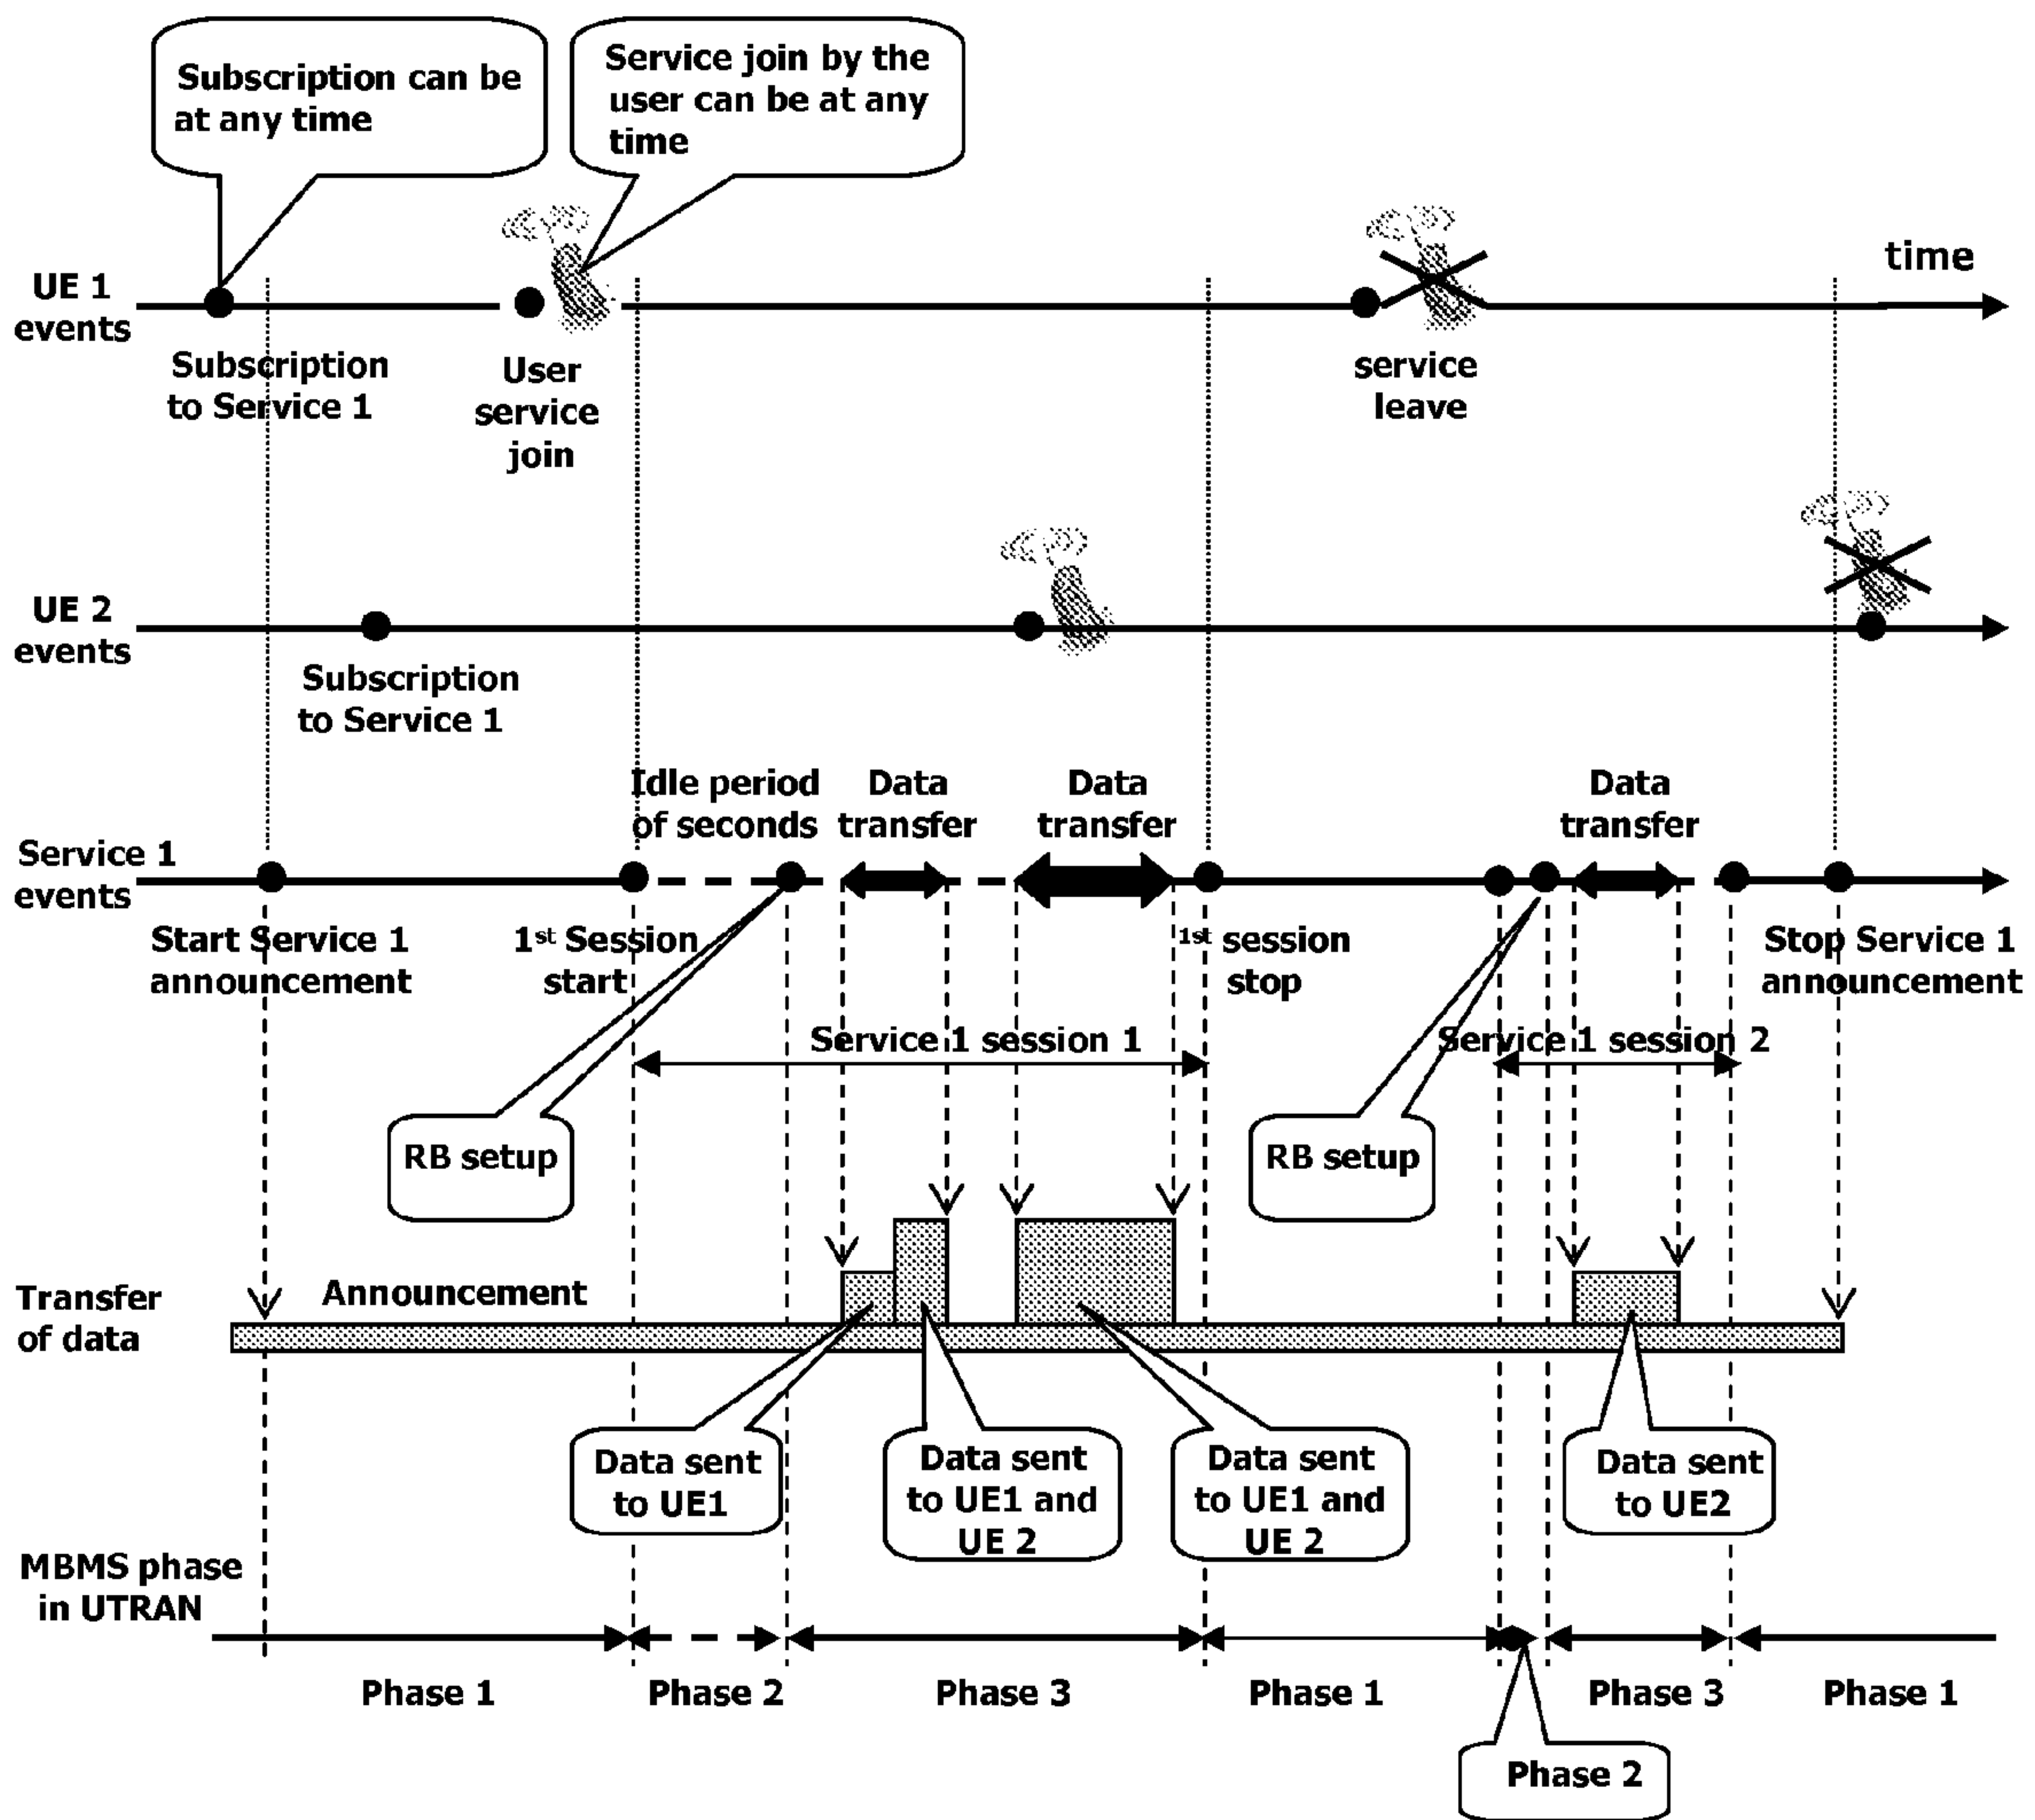 Subscription can be
at any time
Service join by the
user can be at any
time
time
UE 1
events
Subscription
to Service 1
User
service
join
service
leave
UE 2
events
Subscription
to Service 1
Idle period
of seconds
Data
transfer
Data
transfer
Data
transfer
Service 1
events
Start Service 1
announcement
1st Session
start
1st session
stop
Stop Service 1
announcement
Service 1 session 1
Service 1 session 2
RB setup
RB setup
Transfer
of data
Announcement
Data sent
to UE1
Data sent
to UE1 and
UE 2
Data sent
to UE1 and
UE 2
Data sent
to UE2
MBMS phase
in UTRAN
Phase 1
Phase 2
Phase 3
Phase 1
Phase 3
Phase 1
Phase 2